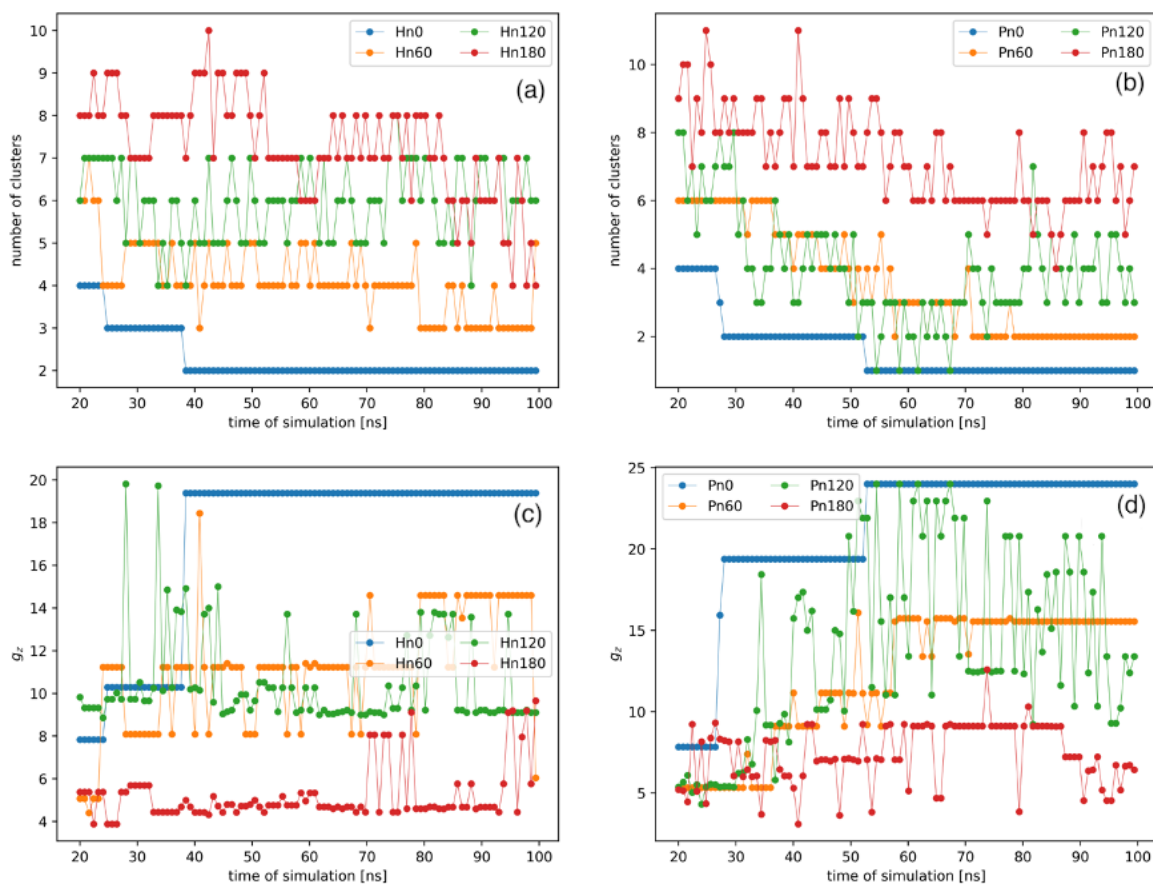 10
9
8
7
6
5
4
3
2
number of clusters
Hn0
Hn60
Hn120
Hn180
(a)
20 30 40 50 60 70 80 90 100
time of simulation [ns]
10
8
6
4
2
number of clusters
Pn0
Pn60
Pn120
Pn180
(b)
20 30 40 50 60 70 80 90 100
time of simulation [ns]
20
18
16
14
12
10
8
6
4
gz
Hn0
Hn60
Hn120
Hn180
(c)
20 30 40 50 60 70 80 90 100
time of simulation [ns]
25
20
15
10
5
gz
Pn0
Pn60
Pn120
Pn180
(d)
20 30 40 50 60 70 80 90 100
time of simulation [ns]